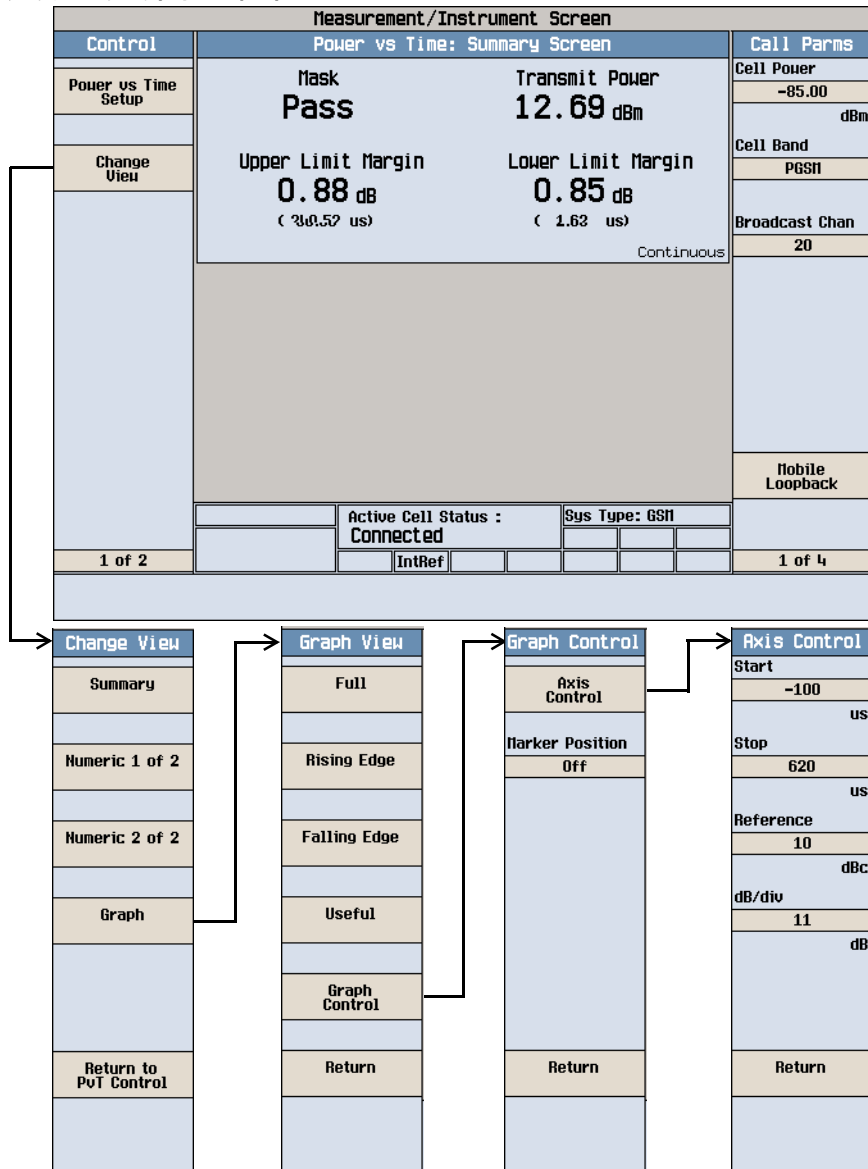 Measurement/Instrument Screen
Control
Power vs Time: Summary Screen
Call Parms
Power vs Time
Setup
Change
View
Mask
Pass
Transmit Power
12.69 dBm
Upper Limit Margin
0.88 dB
Lower Limit Margin
0.85 dB
( 1.63 us)
Continuous
Cell Power
-85.00
dBm
Cell Band
PGSM
Broadcast Chan
20
Mobile
Loopback
Active Cell Status :
Connected
Sys Type: GSM
IntRef
1 of 2
1 of 4
Change View
Summary
Numeric 1 of 2
Numeric 2 of 2
Graph
Return to
PvT Control
Graph View
Full
Rising Edge
Falling Edge
Useful
Graph
Control
Return
Graph Control
Axis
Control
Marker Position
Off
Return
Axis Control
Start
-100
us
Stop
620
us
Reference
10
dBc
dB/div
11
dB
Return